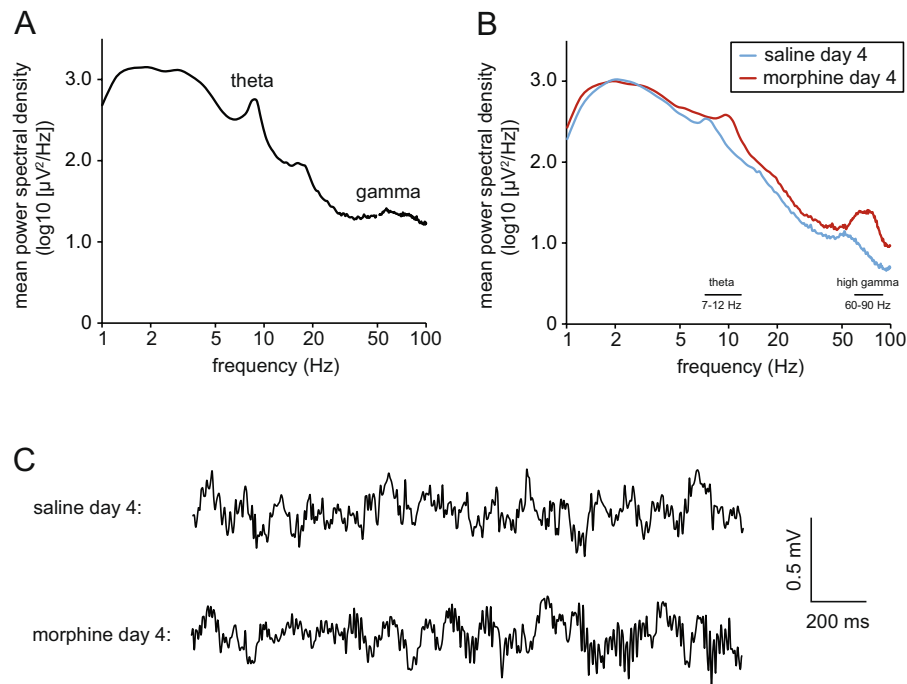 A
mean power spectral density
(log10 [µV²/Hz])
3.0
2.0
1.0
0
theta
gamma
1 2 5 10 20 50 100
frequency (Hz)
B
saline day 4
morphine day 4
mean power spectral density
(log10 [µV²/Hz])
3.0
2.0
1.0
0
theta
7-12 Hz
high gamma
60-90 Hz
1 2 5 10 20 50 100
frequency (Hz)
C
saline day 4:
morphine day 4:
0.5 mV
200 ms